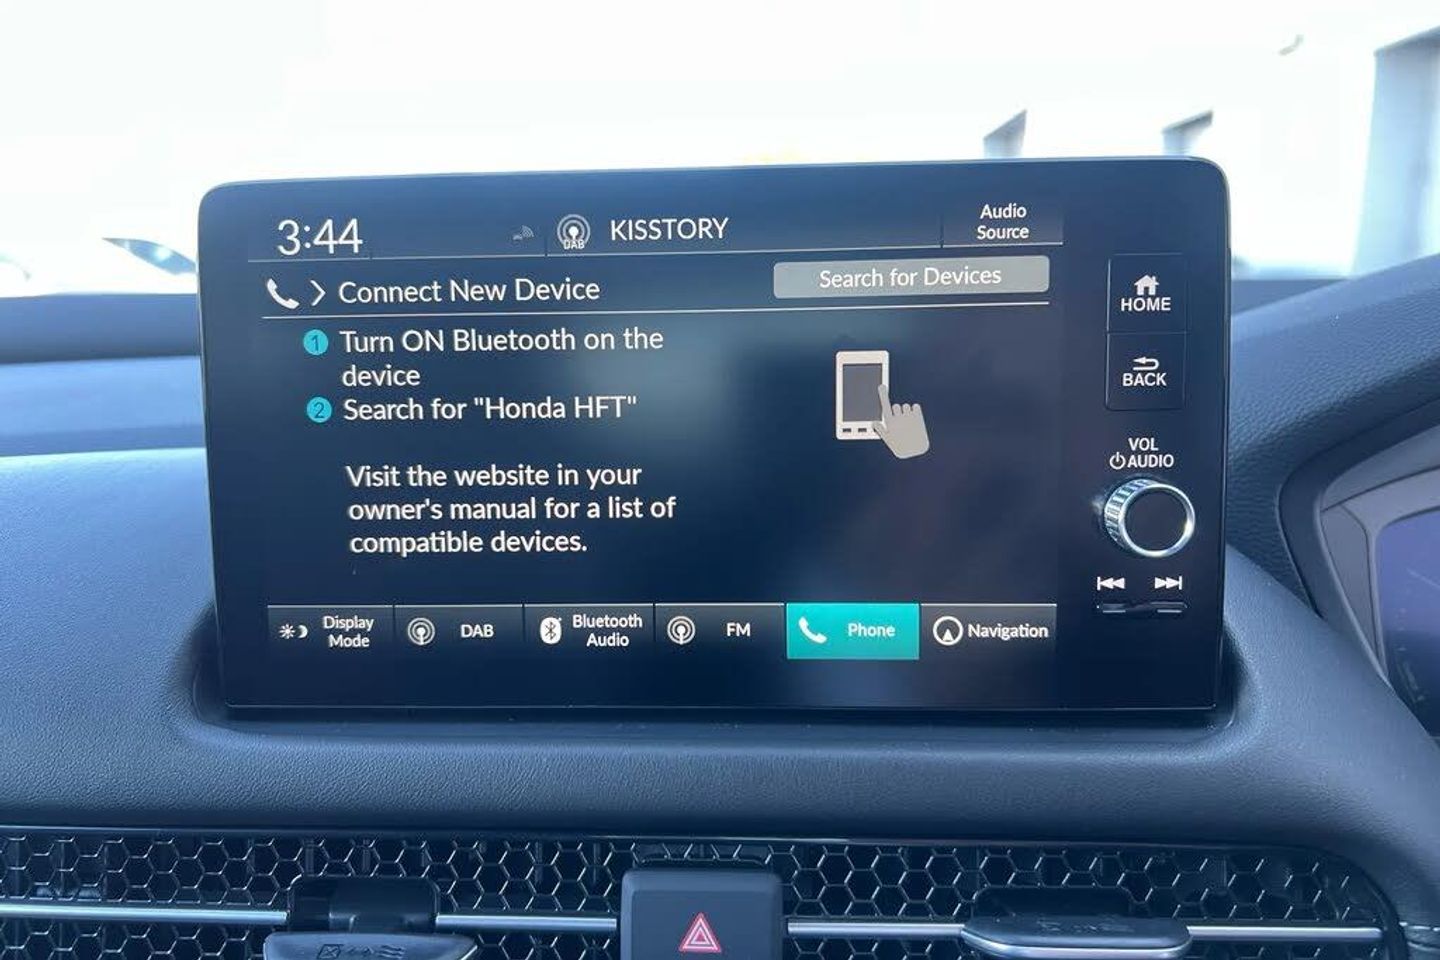 3:44
DAB
KISSTORY
Audio
Source
Connect New Device
Search for Devices
1 Turn ON Bluetooth on the
device
2 Search for "Honda HFT"
Visit the website in your
owner's manual for a list of
compatible devices.
HOME
BACK
VOL
AUDIO
Display
Mode
DAB
Bluetooth
Audio
FM
Phone
Navigation